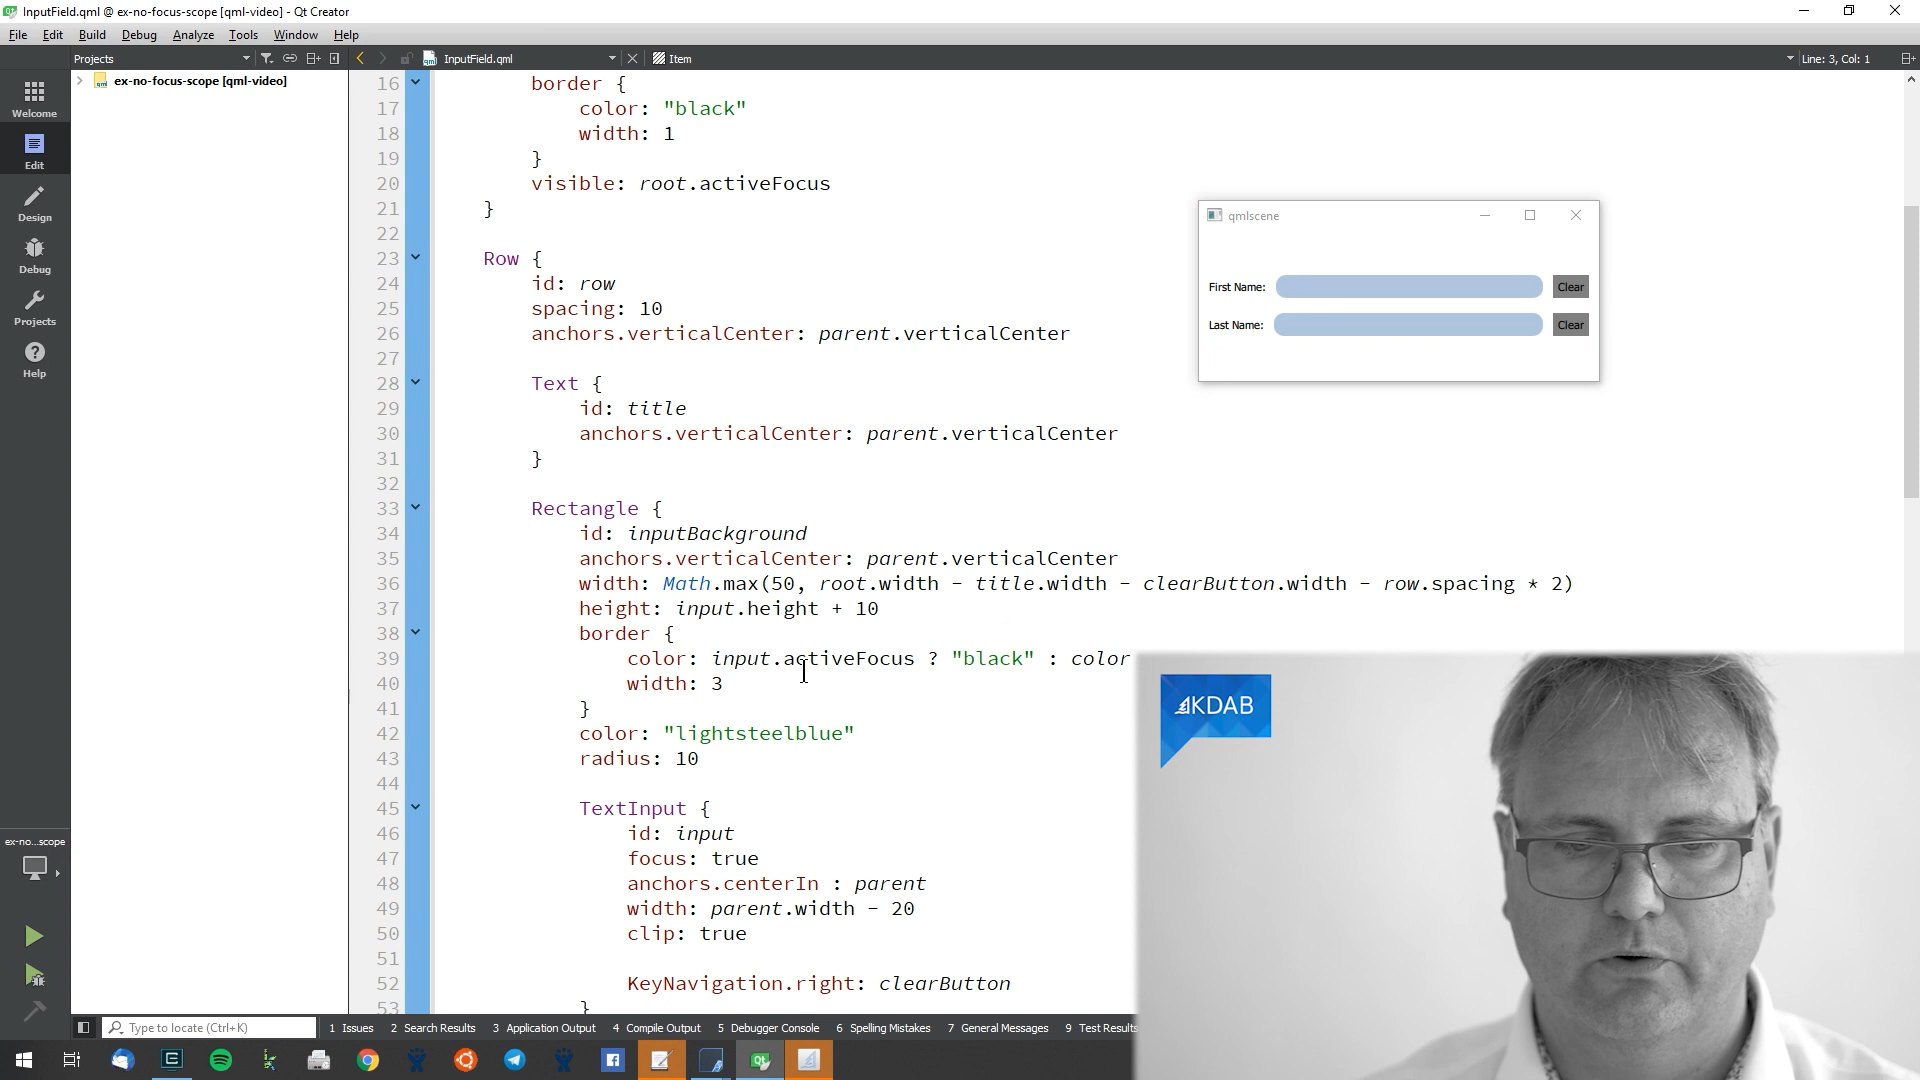 InputField.qml @ ex-no-focus-scope [qml-video] - Qt Creator
File Edit Build Debug Analyze Tools Window Help
Projects
InputField.qml
Item
Line: 3, Col: 1
ex-no-focus-scope [qml-video]
Welcome
Edit
Design
Debug
Projects
Help
16 border {
17 color: "black"
18 width: 1
19 }
20 visible: root.activeFocus
21 }
22
23 Row {
24 id: row
25 spacing: 10
26 anchors.verticalCenter: parent.verticalCenter
27
28 Text {
29 id: title
30 anchors.verticalCenter: parent.verticalCenter
31 }
32
33 Rectangle {
34 id: inputBackground
35 anchors.verticalCenter: parent.verticalCenter
36 width: Math.max(50, root.width - title.width - clearButton.width - row.spacing * 2)
37 height: input.height + 10
38 border {
39 color: input.activeFocus ? "black" : color
40 width: 3
41 }
42 color: "lightsteelblue"
43 radius: 10
44
45 TextInput {
46 id: input
47 focus: true
48 anchors.centerIn : parent
49 width: parent.width - 20
50 clip: true
51
52 KeyNavigation.right: clearButton
53 }
qmlscene
First Name: Clear
Last Name: Clear
KDAB
ex-no...scope
Type to locate (Ctrl+K)
1 Issues 2 Search Results 3 Application Output 4 Compile Output 5 Debugger Console 6 Spelling Mistakes 7 General Messages 9 Test Results